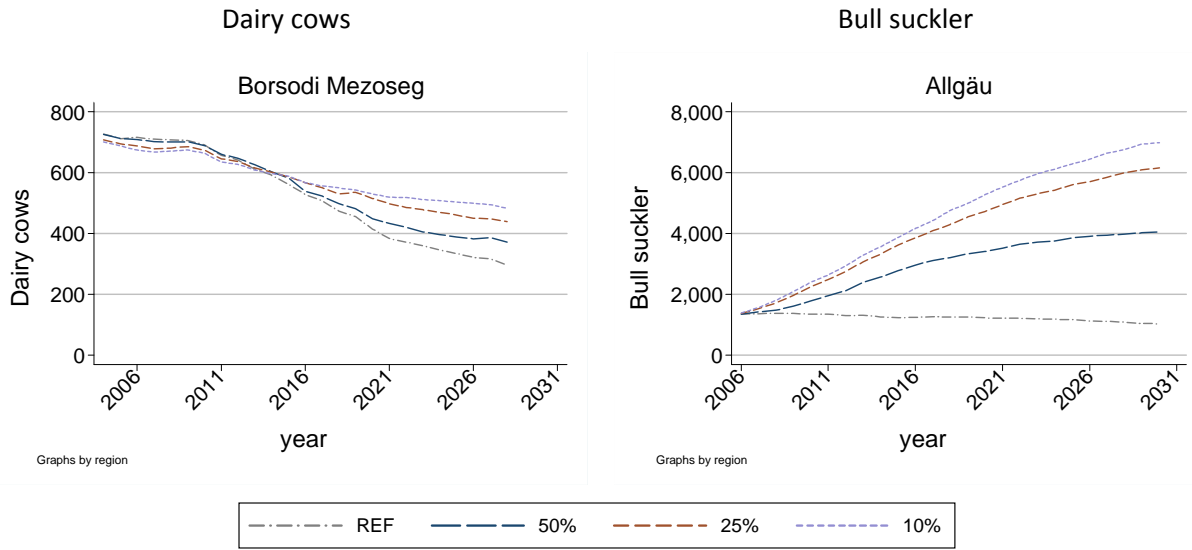 Dairy cows
Bull suckler
Borsodi Mezoseg
Dairy cows
800
600
400
200
0
2006
2011
2016
2021
2026
2031
year
Graphs by region
Allgäu
Bull suckler
8,000
6,000
4,000
2,000
0
2006
2011
2016
2021
2026
2031
year
Graphs by region
REF 50% 25% 10%